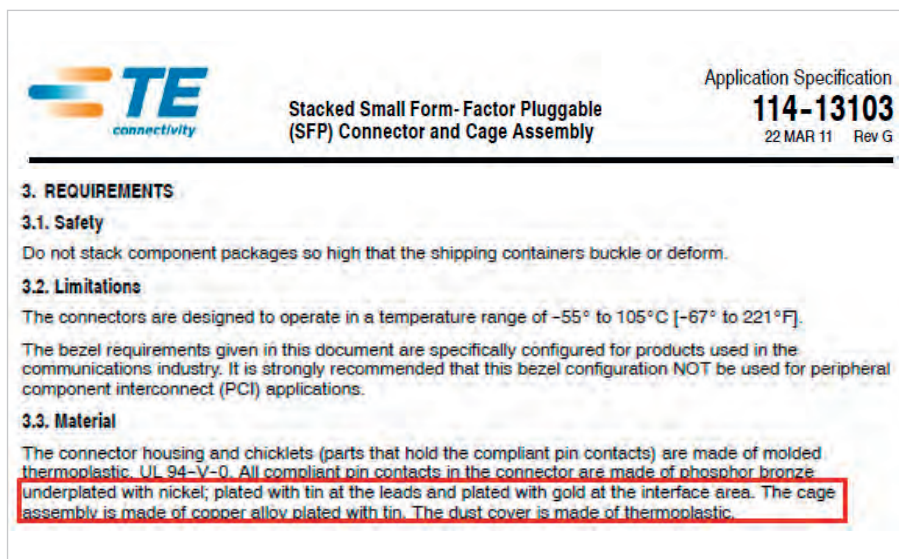 TE
connectivity
Stacked Small Form-Factor Pluggable
(SFP) Connector and Cage Assembly
Application Specification
114-13103
22 MAR 11 Rev G
3. REQUIREMENTS
3.1. Safety
Do not stack component packages so high that the shipping containers buckle or deform.
3.2. Limitations
The connectors are designed to operate in a temperature range of -55° to 105°C [-67° to 221°F].
The bezel requirements given in this document are specifically configured for products used in the
communications industry. It is strongly recommended that this bezel configuration NOT be used for peripheral
component interconnect (PCI) applications.
3.3. Material
The connector housing and chicklets (parts that hold the compliant pin contacts) are made of molded
thermoplastic, UL 94-V-0. All compliant pin contacts in the connector are made of phosphor bronze
underplated with nickel; plated with tin at the leads and plated with gold at the interface area. The cage
assembly is made of copper alloy plated with tin. The dust cover is made of thermoplastic.